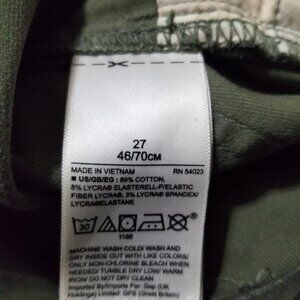 27
46/70CM
MADE IN VIETNAM RN 54023
■ US/GB/EG : 89% COTTON,
8% LYCRA® ELASTERELL-P/ELASTIC
FIBER LYCRA®, 3% LYCRA® SPANDEX/
LYCRA®ELASTANE
30
1166
MACHINE WASH COLD/ WASH AND
DRY INSIDE OUT WITH LIKE COLORS/
ONLY NON-CHLORINE BLEACH WHEN
NEEDED/ TUMBLE DRY LOW/ WARM
IRON/ DO NOT DRY CLEAN
Imported By/Importe Par: Gap (UK
Holdings) Limited GPS (Great Britain)